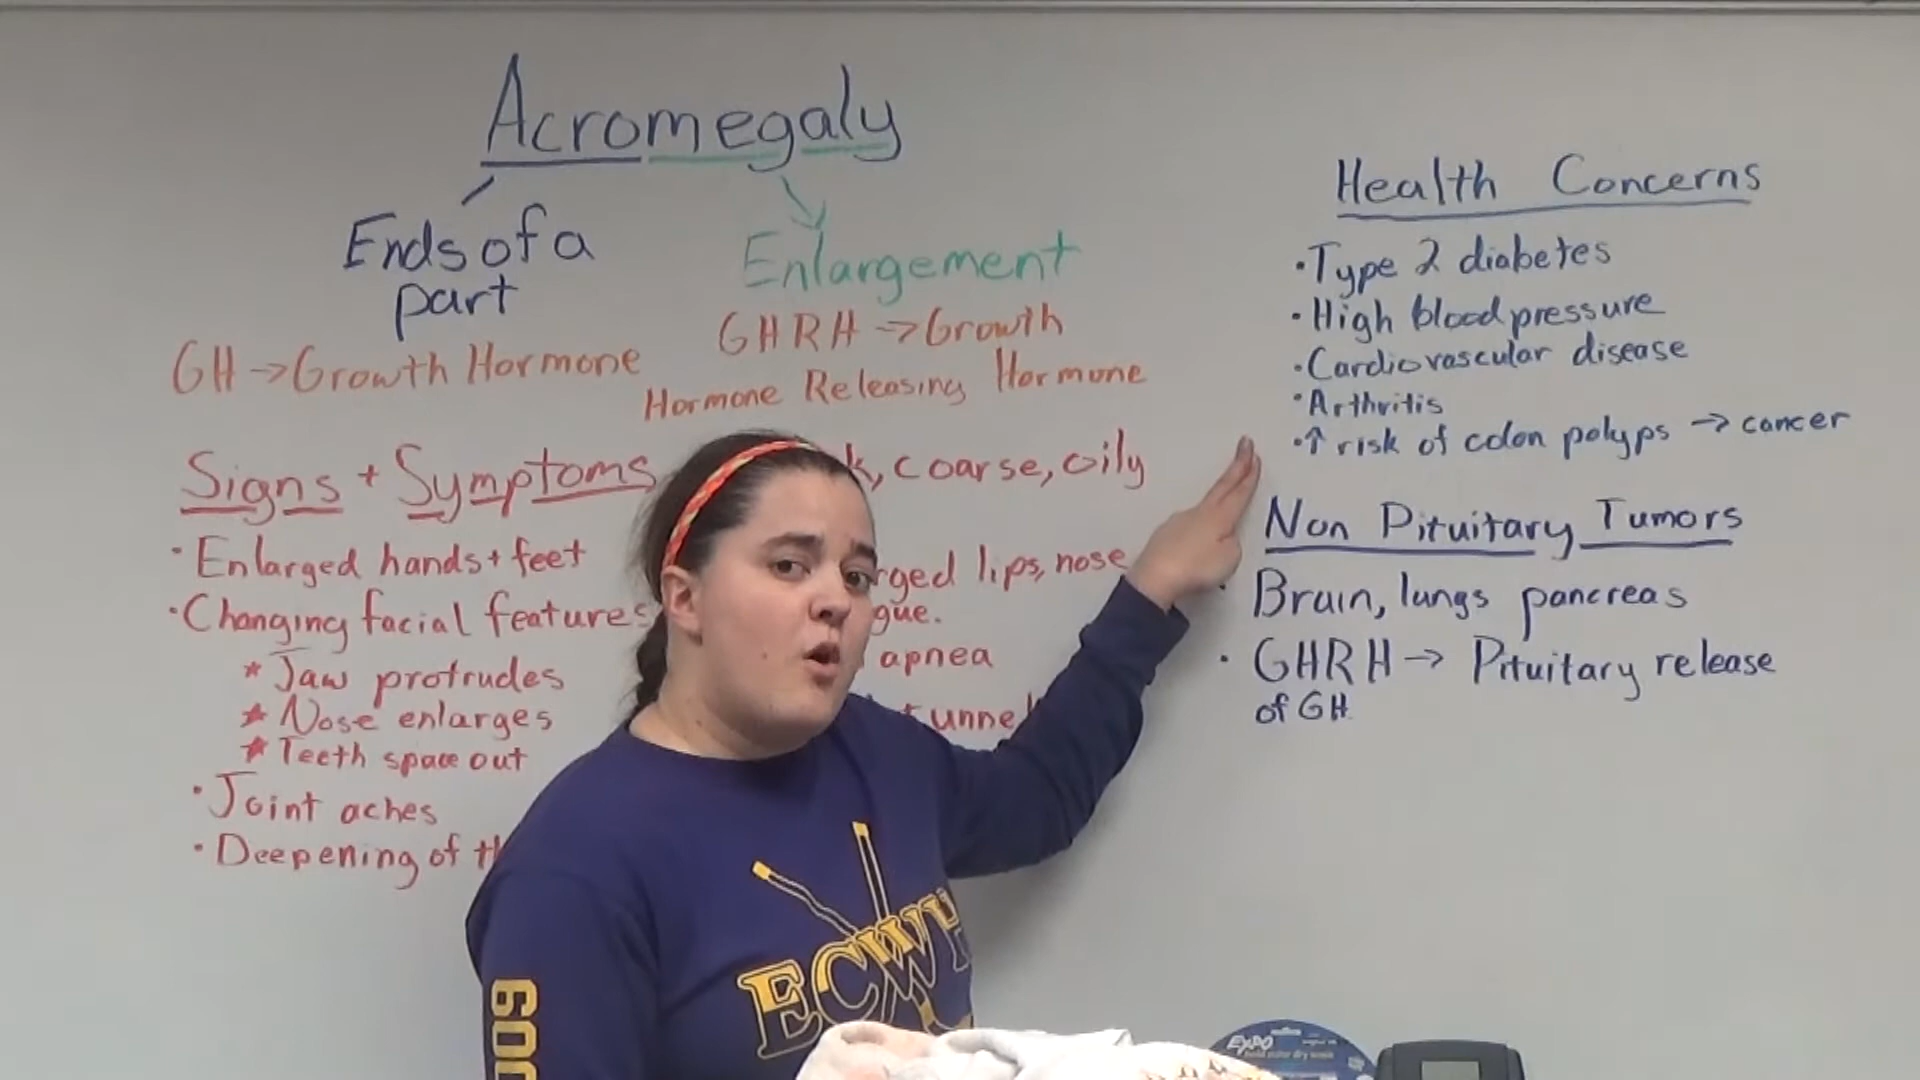 Acromegaly
Ends of a
part
Enlargement
GH → Growth Hormone
GHRH → Growth
Hormone Releasing Hormone
Signs + Symptoms
• Enlarged hands + feet
• Changing facial features
* Jaw protrudes
* Nose enlarges
* Teeth space out
• Joint aches
• Deepening of
coarse, oily
lips, nose
apnea
Health Concerns
• Type 2 diabetes
• High blood pressure
• Cardiovascular disease
• Arthritis
• ↑ risk of colon polyps → cancer
Non Pituitary Tumors
• Brain, lungs pancreas
• GHRH → Pituitary release
of GH
ECWH
009
EXPO